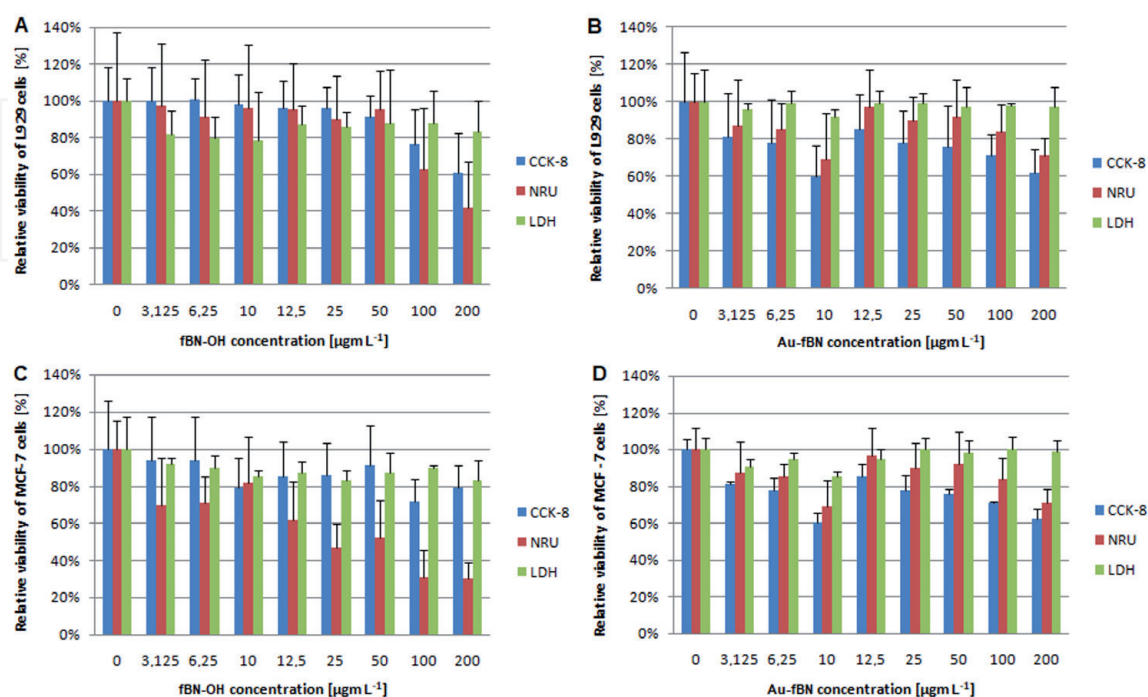 A
Relative viability of L929 cells [%]
140%
120%
100%
80%
60%
40%
20%
0%
0 3,125 6,25 10 12,5 25 50 100 200
fBN-OH concentration [µgm L-1]
CCK-8
NRU
LDH
B
Relative viability of L929 cells [%]
140%
120%
100%
80%
60%
40%
20%
0%
0 3,125 6,25 10 12,5 25 50 100 200
Au-fBN concentration [µgm L-1]
CCK-8
NRU
LDH
C
Relative viability of MCF-7 cells [%]
140%
120%
100%
80%
60%
40%
20%
0%
0 3,125 6,25 10 12,5 25 50 100 200
fBN-OH concentration [µgm L-1]
CCK-8
NRU
LDH
D
Relative viability of MCF -7 cells [%]
140%
120%
100%
80%
60%
40%
20%
0%
0 3,125 6,25 10 12,5 25 50 100 200
Au-fBN concentration [µgm L-1]
CCK-8
NRU
LDH